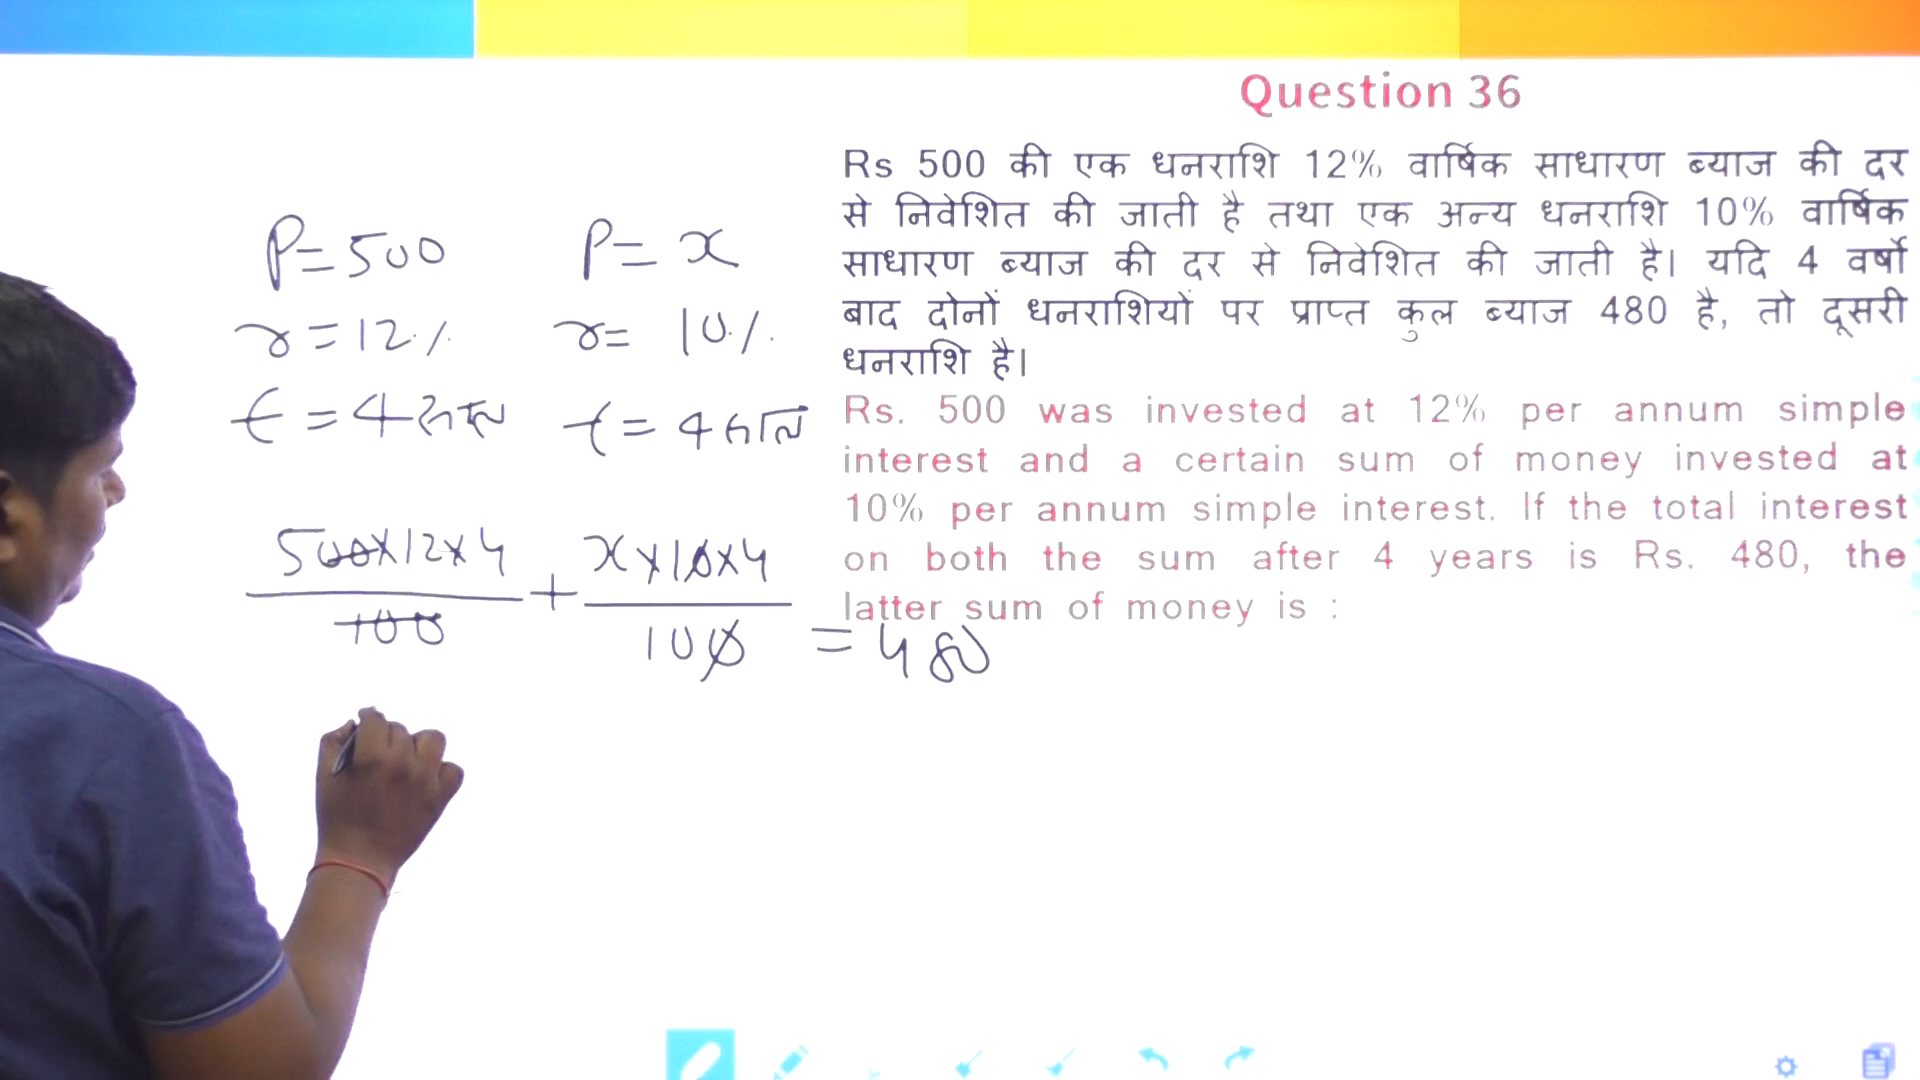 Question 36
Rs 500 की एक धनराशि 12% वार्षिक साधारण ब्याज की दर
से निवेशित की जाती है तथा एक अन्य धनराशि 10% वार्षिक
साधारण ब्याज की दर से निवेशित की जाती है। यदि 4 वर्षों
बाद दोनों धनराशियों पर प्राप्त कुल ब्याज 480 है, तो दूसरी
धनराशि है।
Rs. 500 was invested at 12% per annum simple
interest and a certain sum of money invested at
10% per annum simple interest. If the total interest
on both the sum after 4 years is Rs. 480, the
latter sum of money is :
P = 500 P = x
r = 12% r = 10%
t = 4 साल t = 4 साल
500×12×4 + x×10×4
100 100 = 480